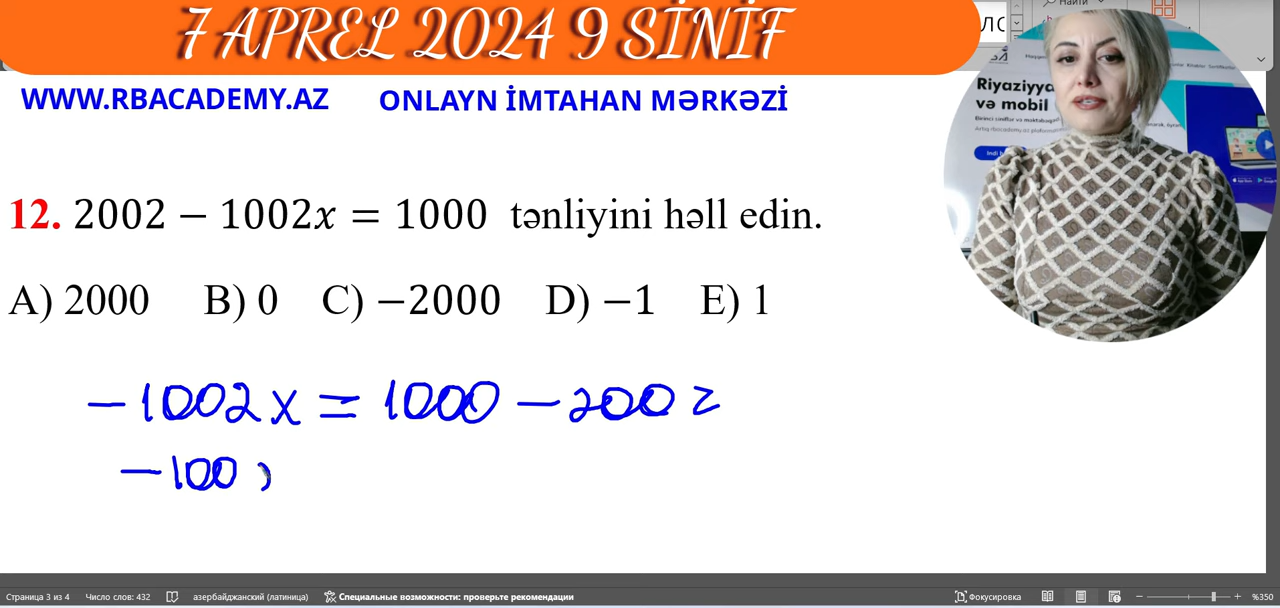 7 APREL 2024 9 SİNİF
Найти
WWW.RBACADEMY.AZ ONLAYN İMTAHAN MƏRKƏZİ
Riyaziyya
və mobil
12. 2002 − 1002x = 1000 tənliyini həll edin.
A) 2000 B) 0 C) −2000 D) −1 E) 1
−1002x = 1000 − 2002
−100
Страница 3 из 4 Число слов: 432 азербайджанский (латиница) Специальные возможности: проверьте рекомендации Фокусировка − + %350